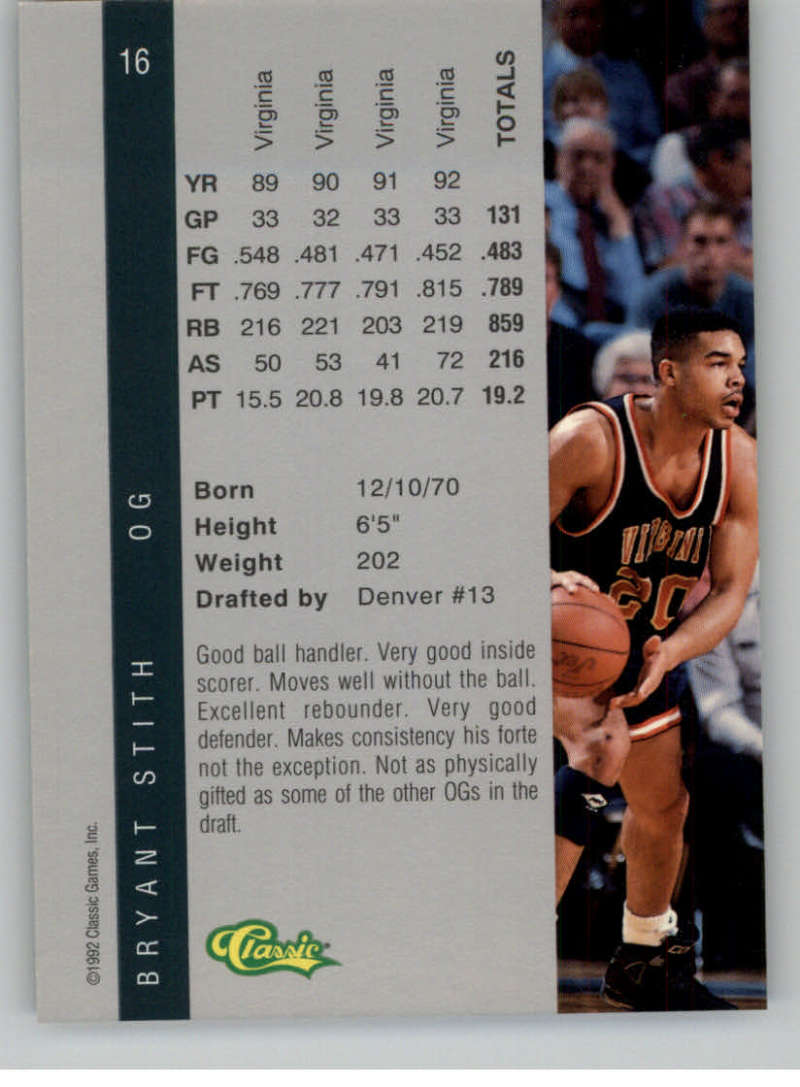 16
Virginia Virginia Virginia Virginia TOTALS
YR 89 90 91 92
GP 33 32 33 33 131
FG .548 .481 .471 .452 .483
FT .769 .777 .791 .815 .789
RB 216 221 203 219 859
AS 50 53 41 72 216
PT 15.5 20.8 19.8 20.7 19.2
BRYANT STITH OG
Born 12/10/70
Height 6'5"
Weight 202
Drafted by Denver #13
Good ball handler. Very good inside
scorer. Moves well without the ball.
Excellent rebounder. Very good
defender. Makes consistency his forte
not the exception. Not as physically
gifted as some of the other OGs in the
draft.
©1992 Classic Games, Inc.
Classic
20